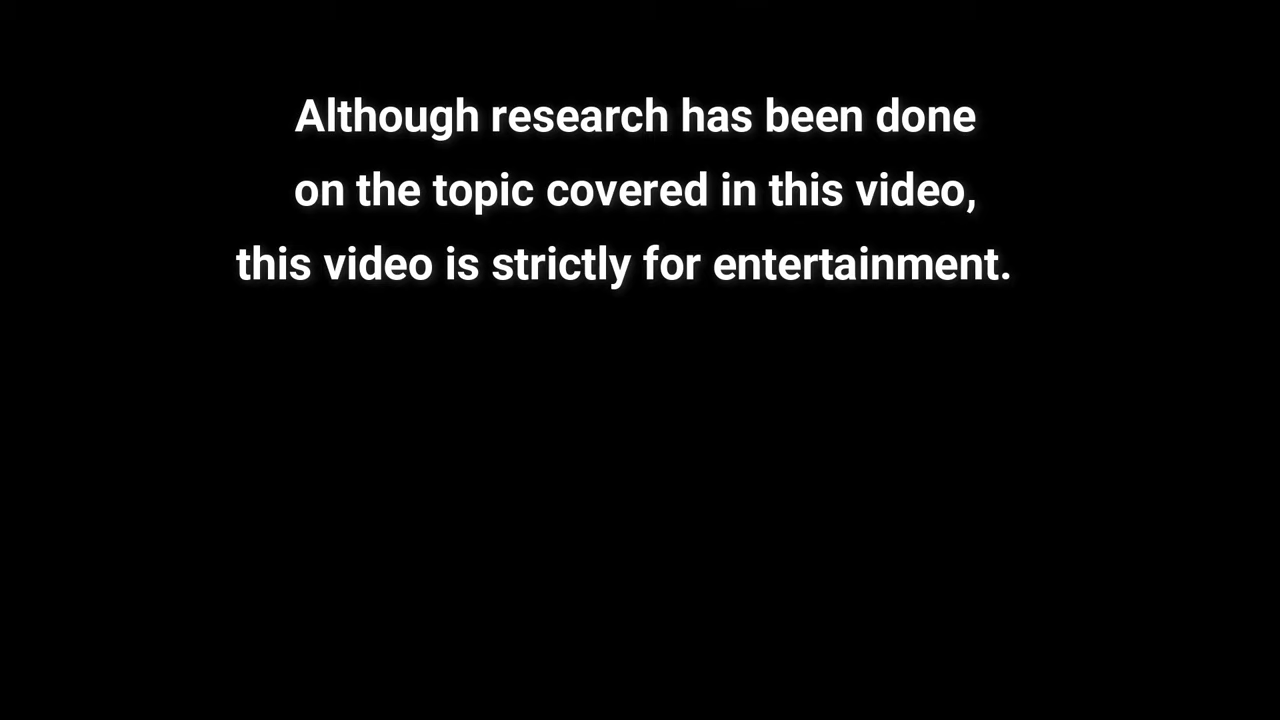 Although research has been done
on the topic covered in this video,
this video is strictly for entertainment.